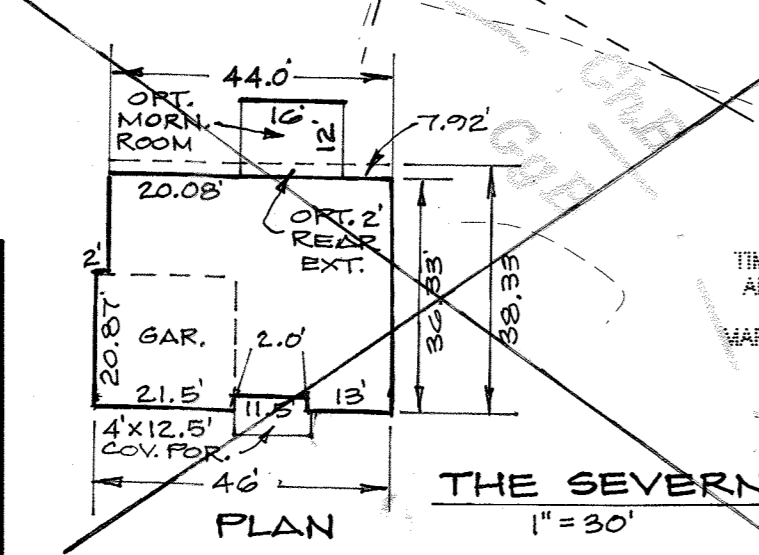 44.0'
OPT.
MORN.
ROOM
16'
12'
7.92'
20.08'
OPT. 2'
REAR
EXT.
2'
20.87'
GAR.
2.0'
36.33
38.33
21.5'
11.5'
13'
4'X12.5'
COV. POR.
46'
THE SEVERN
PLAN
1"=30'